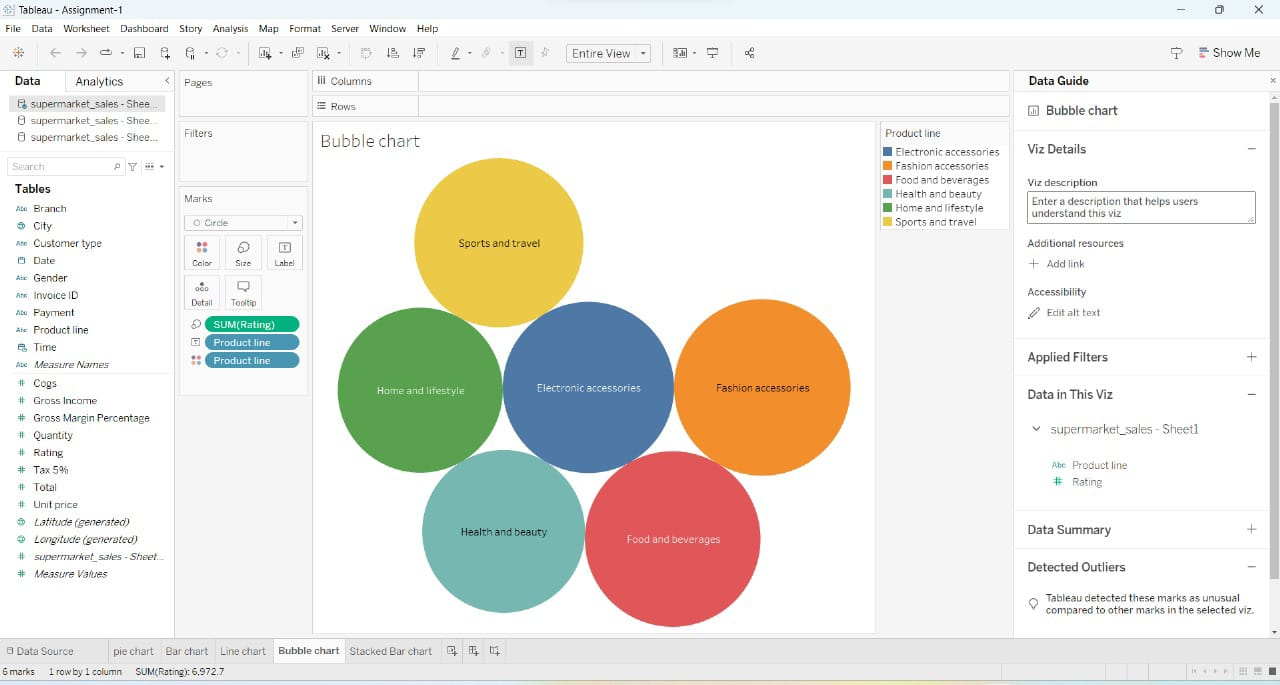 Tableau - Assignment-1
File Data Worksheet Dashboard Story Analysis Map Format Server Window Help
Entire View
Show Me
Data Analytics
supermarket_sales - Shee...
supermarket_sales - Shee...
supermarket_sales - Shee...
Search
Tables
Abc Branch
City
Abc Customer type
Date
Abc Gender
Abc Invoice ID
Abc Payment
Abc Product line
Time
Abc Measure Names
# Cogs
# Gross Income
# Gross Margin Percentage
# Quantity
# Rating
# Tax 5%
# Total
# Unit price
Latitude (generated)
Longitude (generated)
# supermarket_sales - Sheet...
# Measure Values
Pages
Filters
Marks
Circle
Color Size Label
Detail Tooltip
SUM(Rating)
Product line
Product line
Columns
Rows
Bubble chart
Sports and travel
Home and lifestyle
Electronic accessories
Fashion accessories
Health and beauty
Food and beverages
Product line
Electronic accessories
Fashion accessories
Food and beverages
Health and beauty
Home and lifestyle
Sports and travel
Data Guide
Bubble chart
Viz Details
Viz description
Enter a description that helps users
understand this viz
Additional resources
Add link
Accessibility
Edit alt text
Applied Filters
Data in This Viz
supermarket_sales - Sheet1
Abc Product line
# Rating
Data Summary
Detected Outliers
Tableau detected these marks as unusual
compared to other marks in the selected viz.
Data Source pie chart Bar chart Line chart Bubble chart Stacked Bar chart
6 marks 1 row by 1 column SUM(Rating): 6,972.7